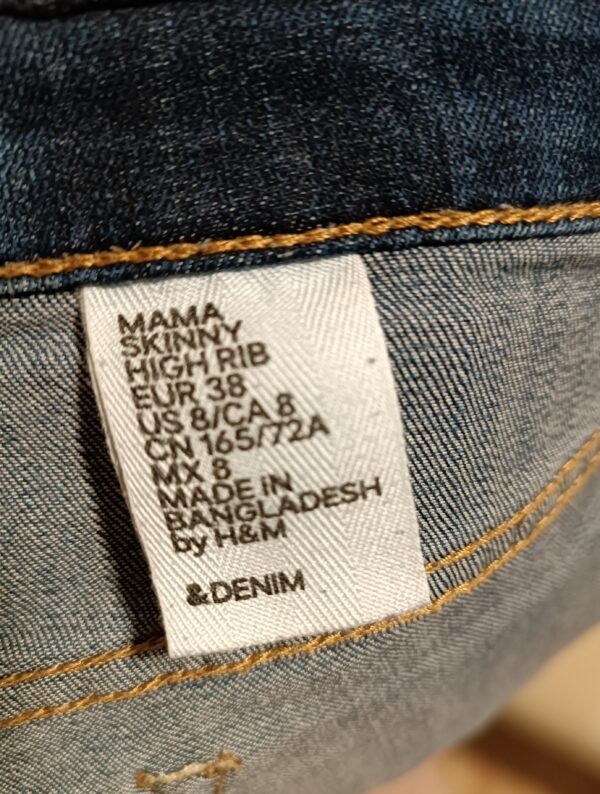 MAMA
SKINNY
HIGH RIB
EUR 38
US 8/CA 8
CN 165/72A
MX 8
MADE IN
BANGLADESH
by H&M
&DENIM